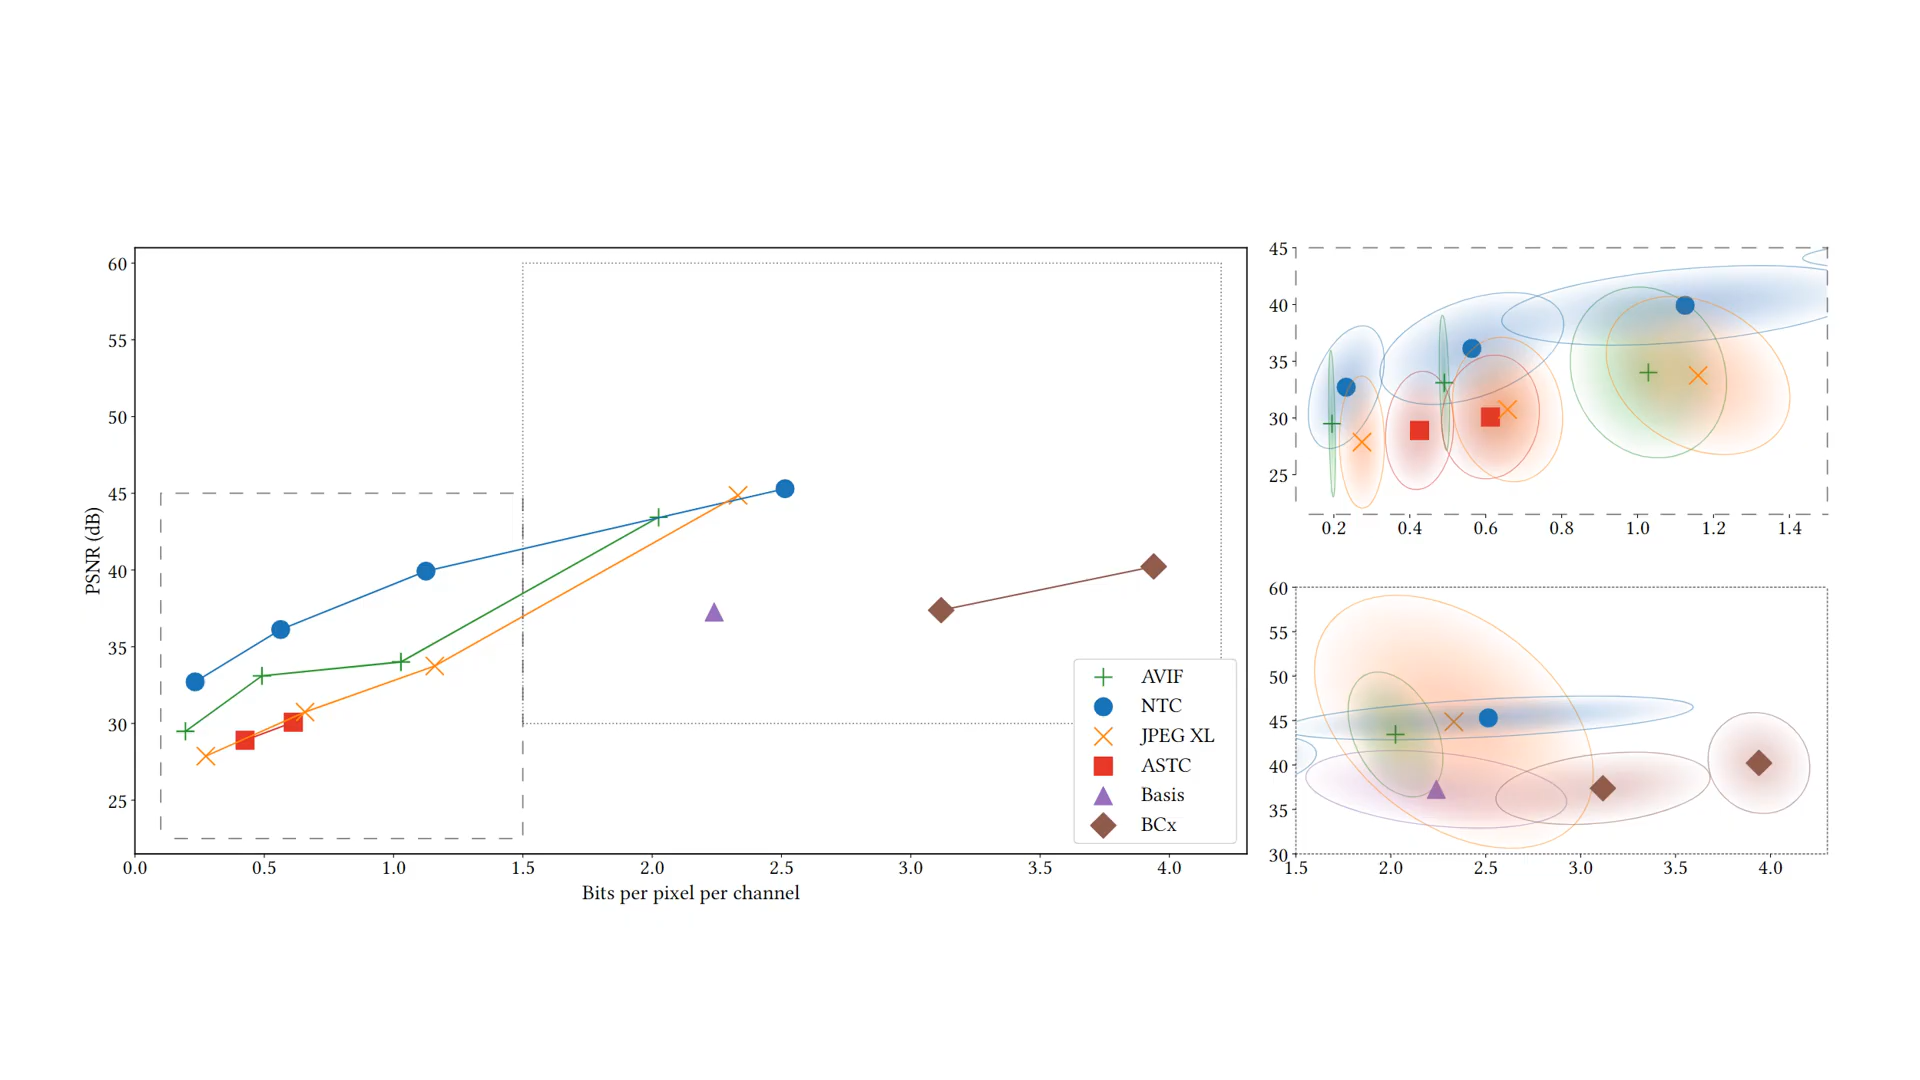 PSNR (dB)
60
55
50
45
40
35
30
25
0.0 0.5 1.0 1.5 2.0 2.5 3.0 3.5 4.0
Bits per pixel per channel
AVIF
NTC
JPEG XL
ASTC
Basis
BCx
45
40
35
30
25
0.2 0.4 0.6 0.8 1.0 1.2 1.4
60
55
50
45
40
35
30
1.5 2.0 2.5 3.0 3.5 4.0